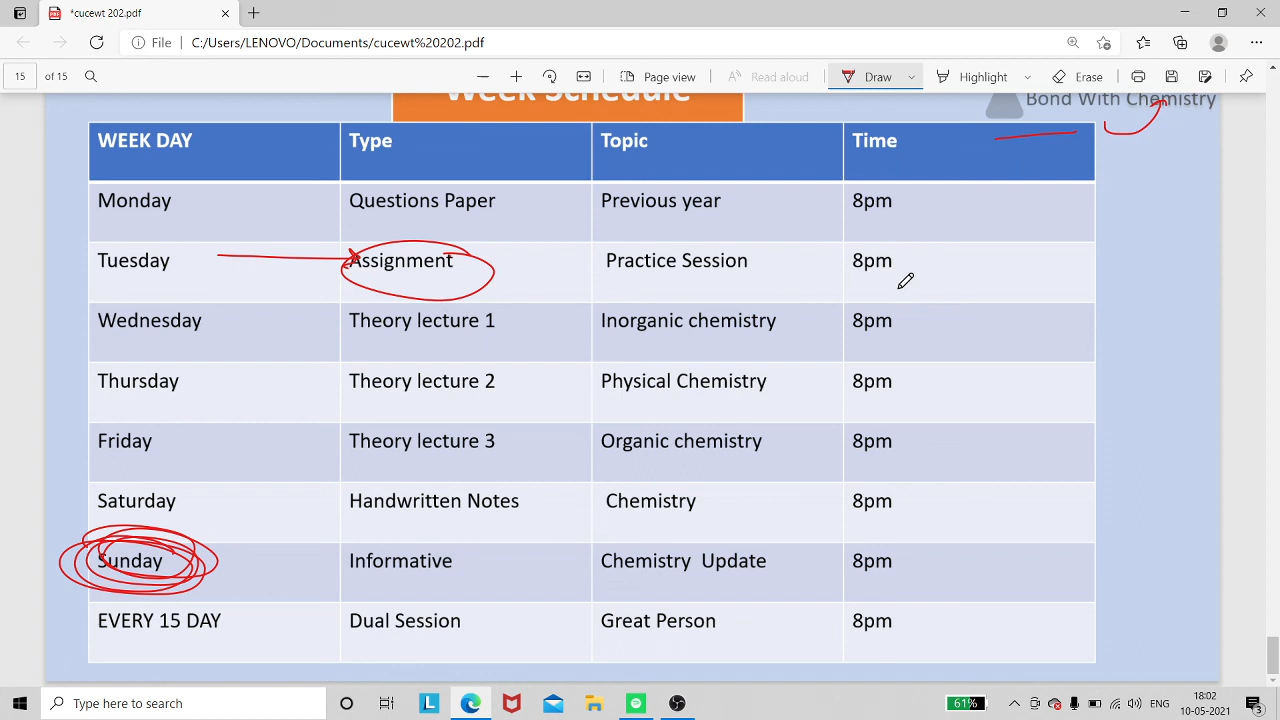 *cucewt 202.pdf
File C:/Users/LENOVO/Documents/cucewt%20202.pdf
15 of 15 Page view Read aloud Draw Highlight Erase
Week Schedule
Bond With Chemistry
WEEK DAY Type Topic Time
Monday Questions Paper Previous year 8pm
Tuesday Assignment Practice Session 8pm
Wednesday Theory lecture 1 Inorganic chemistry 8pm
Thursday Theory lecture 2 Physical Chemistry 8pm
Friday Theory lecture 3 Organic chemistry 8pm
Saturday Handwritten Notes Chemistry 8pm
Sunday Informative Chemistry Update 8pm
EVERY 15 DAY Dual Session Great Person 8pm
Type here to search 61% 18:02
10-05-2021